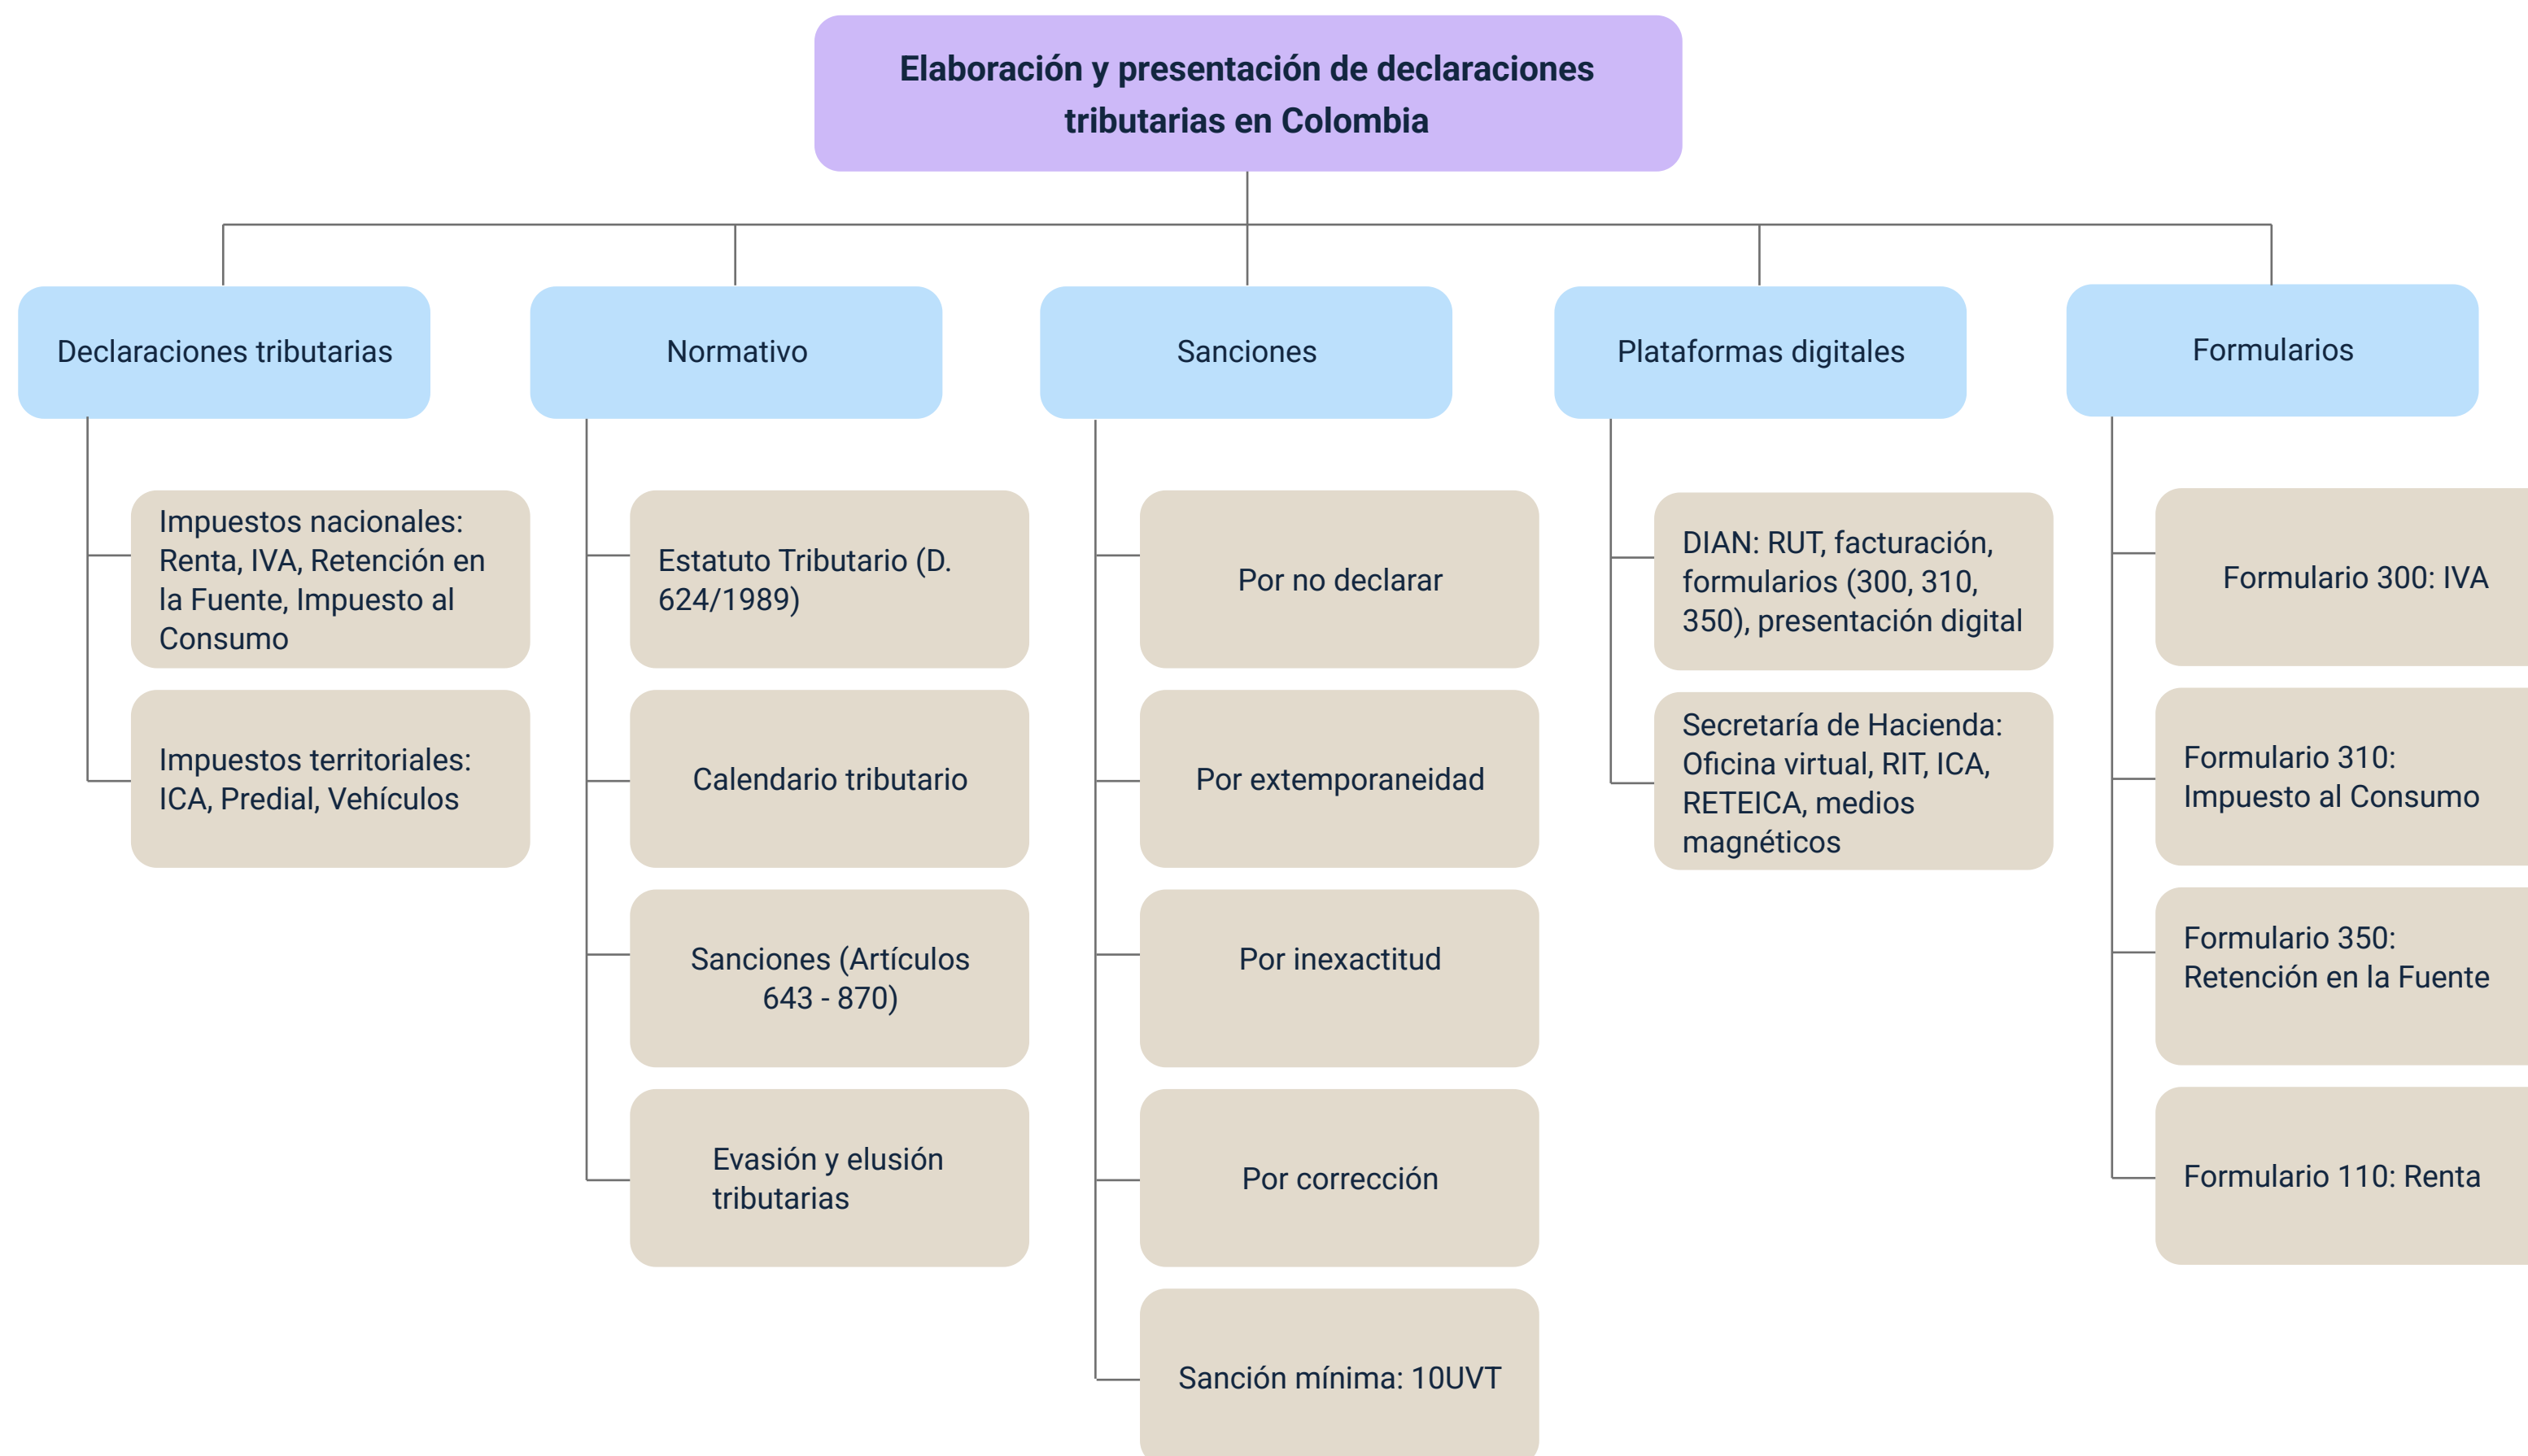 Elaboración y presentación de declaraciones
tributarias en Colombia
Declaraciones tributarias
Impuestos nacionales:
Renta, IVA, Retención en
la Fuente, Impuesto al
Consumo
Impuestos territoriales:
ICA, Predial, Vehículos
Normativo
Estatuto Tributario (D.
624/1989)
Calendario tributario
Sanciones (Artículos
643 - 870)
Evasión y elusión
tributarias
Sanciones
Por no declarar
Por extemporaneidad
Por inexactitud
Por corrección
Sanción mínima: 10UVT
Plataformas digitales
DIAN: RUT, facturación,
formularios (300, 310,
350), presentación digital
Secretaría de Hacienda:
Oficina virtual, RIT, ICA,
RETEICA, medios
magnéticos
Formularios
Formulario 300: IVA
Formulario 310:
Impuesto al Consumo
Formulario 350:
Retención en la Fuente
Formulario 110: Renta